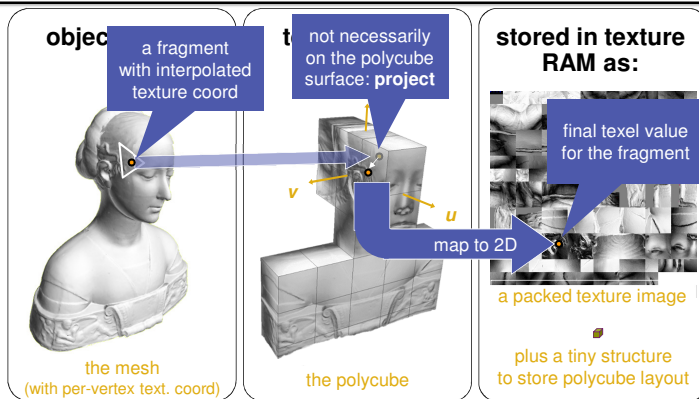 objec
a fragment
with interpolated
texture coord
the mesh
(with per-vertex text. coord)
not necessarily
on the polycube
surface: project
v
u
map to 2D
the polycube
stored in texture
RAM as:
final texel value
for the fragment
a packed texture image
plus a tiny structure
to store polycube layout